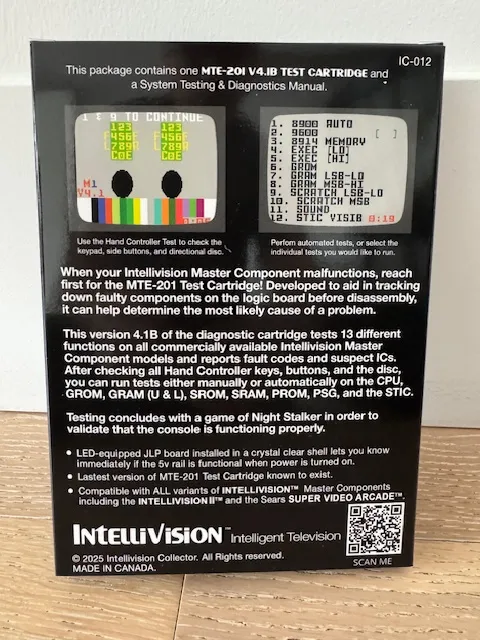 IC-012
This package contains one MTE-201 V4.1B TEST CARTRIDGE and
a System Testing & Diagnostics Manual.
1 & 9 TO CONTINUE
123 123
456 456
789 789
C0E C0E
M1
V4.1
1. 8900 AUTO
2. 9600 [ ]
3. 8914 MEMORY
4. EXEC [LO]
5. EXEC [HI]
6. GROM
7. GRAM LSB-LO
8. GRAM MSB-HI
9. SCRATCH LSB-LO
10. SCRATCH MSB
11. SOUND
12. STIC VISIB 0:19
Use the Hand Controller Test to check the
keypad, side buttons, and directional disc.
Perfom automated tests, or select the
individual tests you would like to run.
When your Intellivision Master Component malfunctions, reach
first for the MTE-201 Test Cartridge! Developed to aid in tracking
down faulty components on the logic board before disassembly,
it can help determine the most likely cause of a problem.
This version 4.1B of the diagnostic cartridge tests 13 different
functions on all commercially available Intellivision Master
Component models and reports fault codes and suspect ICs.
After checking all Hand Controller keys, buttons, and the disc,
you can run tests either manually or automatically on the CPU,
GROM, GRAM (U & L), SROM, SRAM, PROM, PSG, and the STIC.
Testing concludes with a game of Night Stalker in order to
validate that the console is functioning properly.
• LED-equipped JLP board installed in a crystal clear shell lets you know
immediately if the 5v rail is functional when power is turned on.
• Lastest version of MTE-201 Test Cartridge known to exist.
• Compatible with ALL variants of INTELLIVISION™ Master Components
including the INTELLIVISION II™ and the Sears SUPER VIDEO ARCADE™.
INTELLIVISION™ Intelligent Television
© 2025 Intellivision Collector. All Rights reserved.
MADE IN CANADA.
SCAN ME